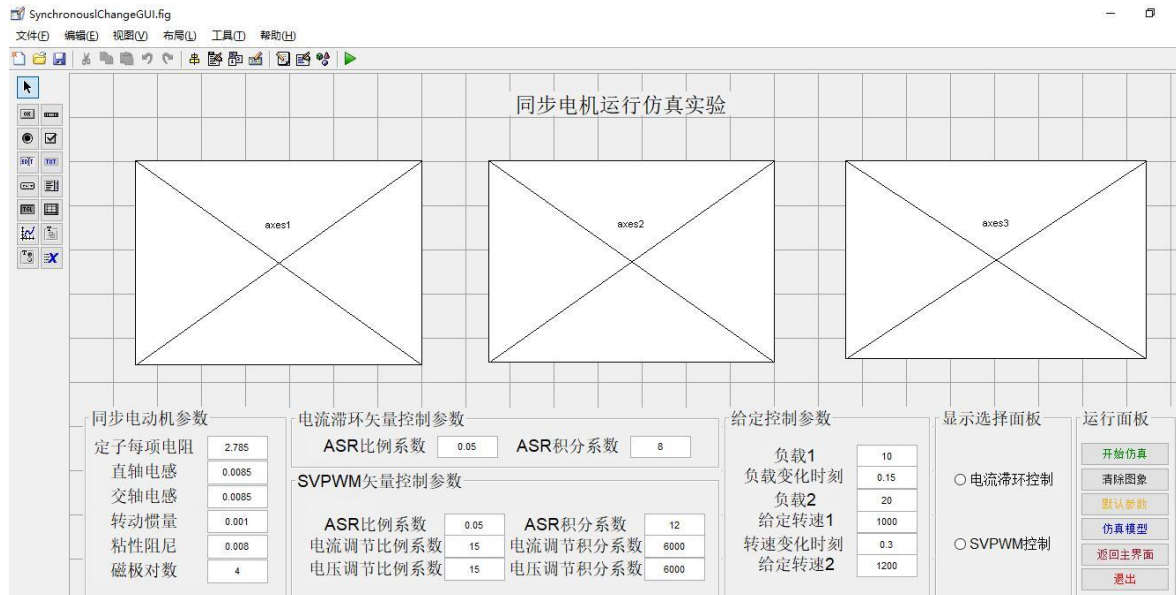 SynchronouslChangeGUI.fig
文件(F) 编辑(E) 视图(V) 布局(L) 工具(T) 帮助(H)
同步电机运行仿真实验
axes1
axes2
axes3
同步电动机参数
定子每项电阻 2.785
直轴电感 0.0085
交轴电感 0.0085
转动惯量 0.001
粘性阻尼 0.008
磁极对数 4
电流滞环矢量控制参数
ASR比例系数 0.05 ASR积分系数 8
SVPWM矢量控制参数
ASR比例系数 0.05 ASR积分系数 12
电流调节比例系数 15 电流调节积分系数 6000
电压调节比例系数 15 电压调节积分系数 6000
给定控制参数
负载1 10
负载变化时刻 0.15
负载2 20
给定转速1 1000
转速变化时刻 0.3
给定转速2 1200
显示选择面板
电流滞环控制
SVPWM控制
运行面板
开始仿真
清除图象
默认参数
仿真模型
返回主界面
退出